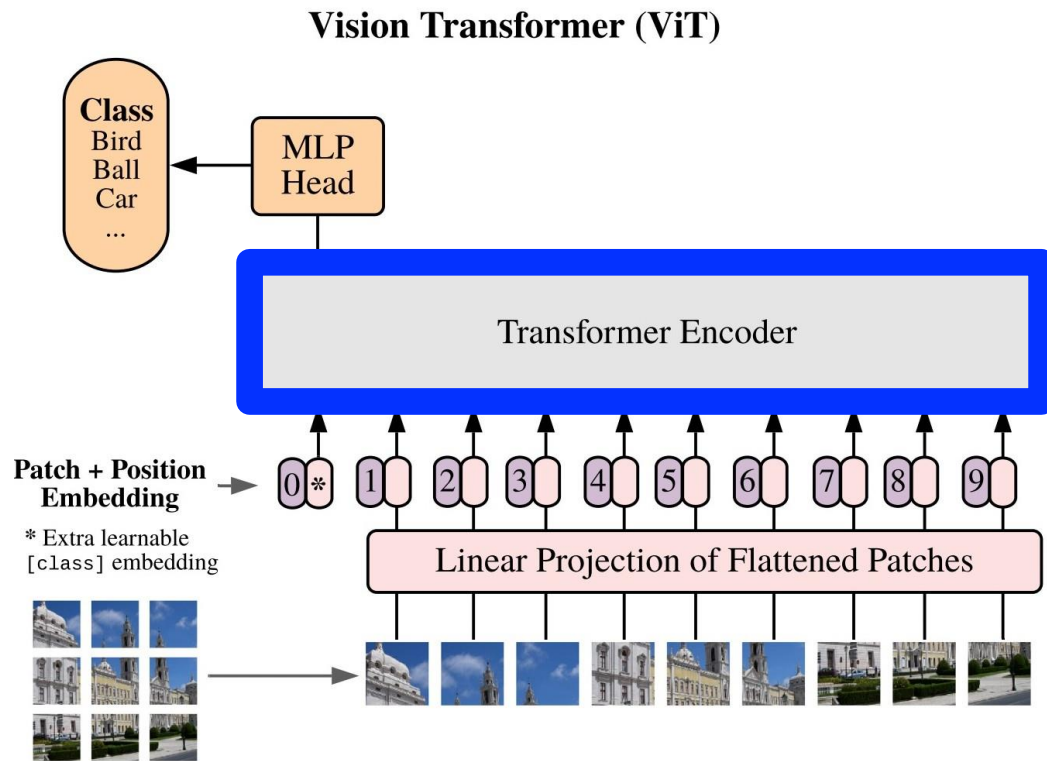 Vision Transformer (ViT)
Class
Bird
Ball
Car
...
MLP
Head
Transformer Encoder
Patch + Position
Embedding
0 * 1 2 3 4 5 6 7 8 9
* Extra learnable
[class] embedding
Linear Projection of Flattened Patches